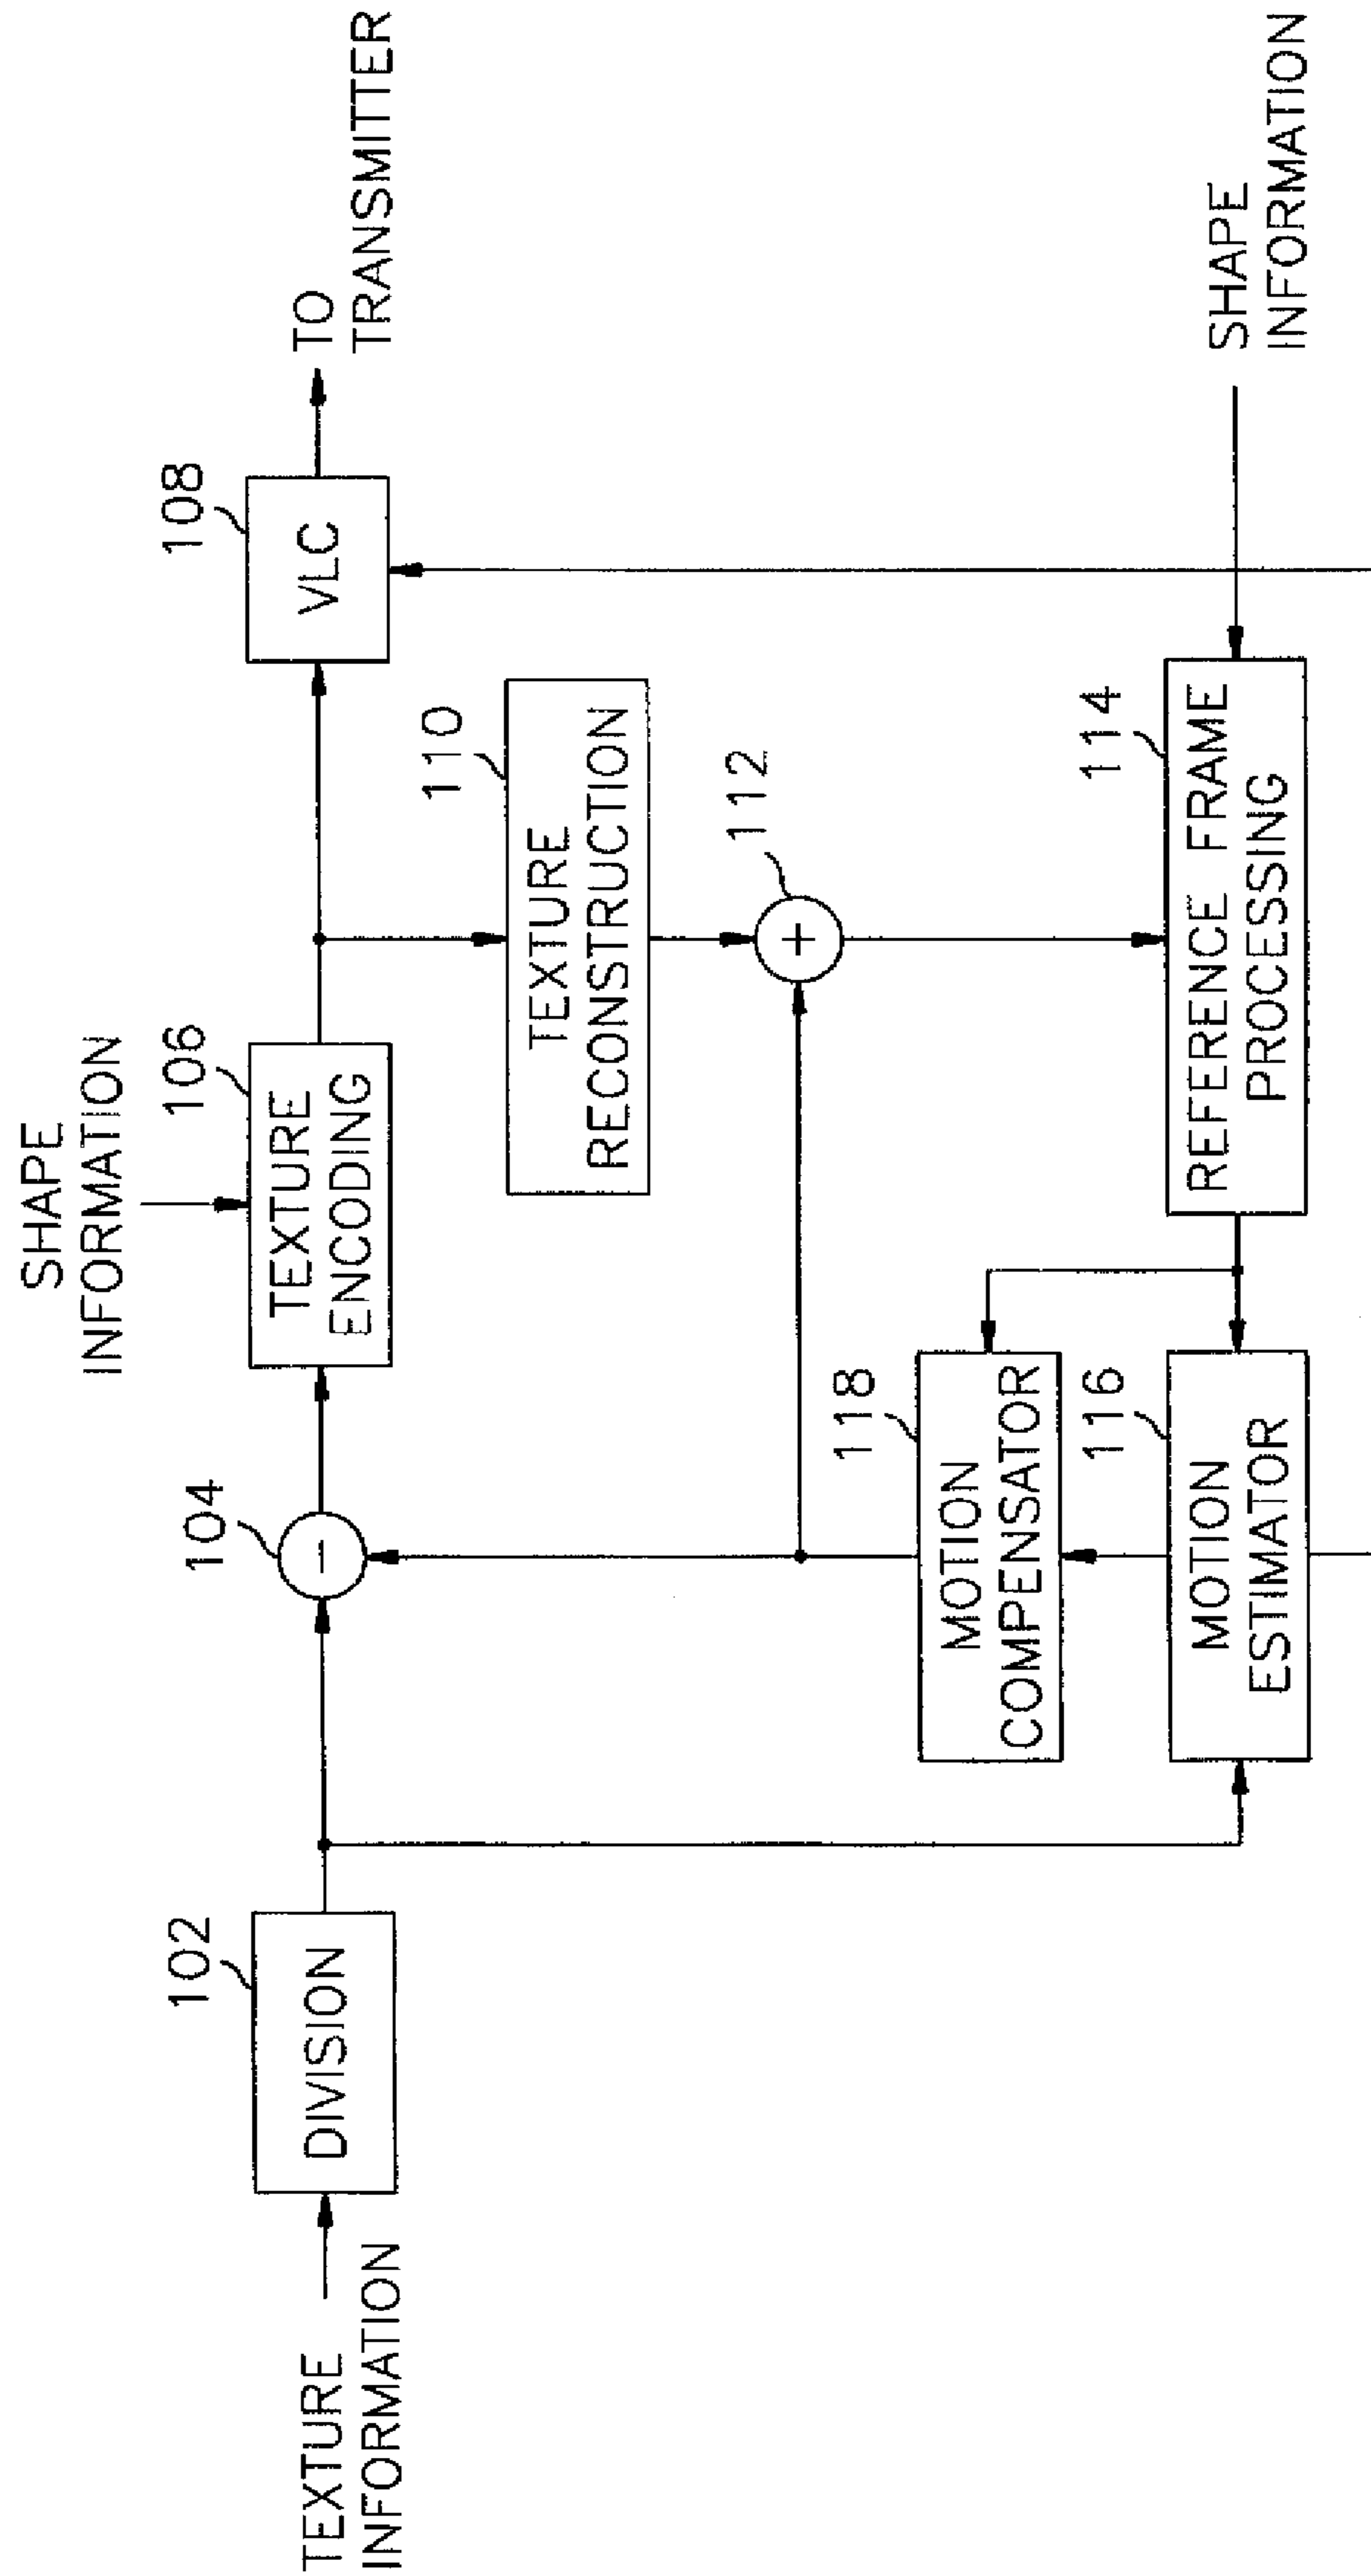 SHAPE
INFORMATION
106
TEXTURE
ENCODING
108
VLC
TO
TRANSMITTER
104
–
102
DIVISION
TEXTURE
INFORMATION
110
TEXTURE
RECONSTRUCTION
112
+
118
MOTION
COMPENSATOR
116
MOTION
ESTIMATOR
114
REFERENCE FRAME
PROCESSING
SHAPE
INFORMATION